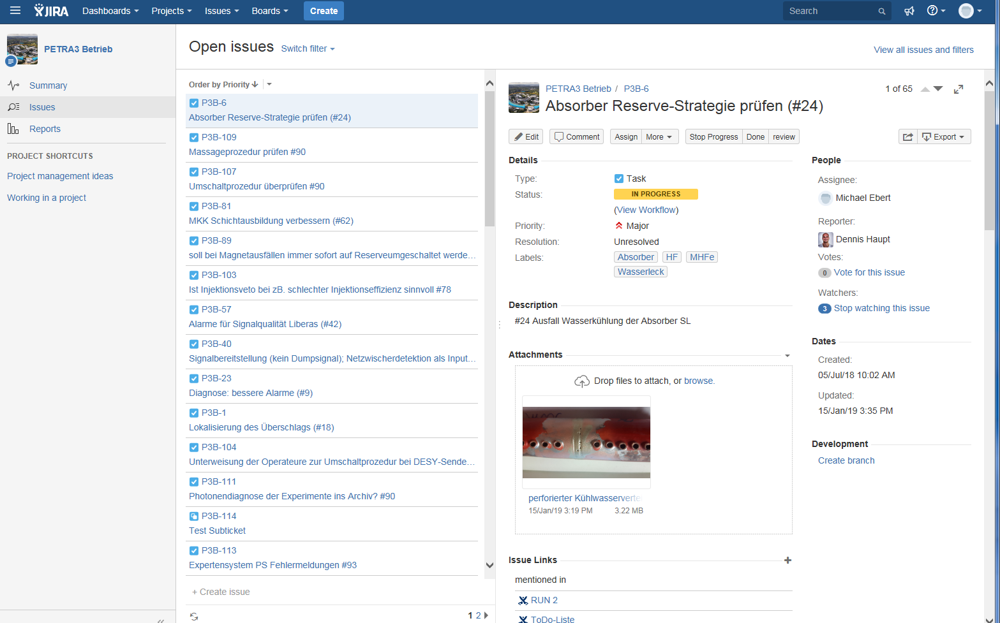 JIRA Dashboards Projects Issues Boards Create Search
PETRA3 Betrieb
Summary
Issues
Reports
PROJECT SHORTCUTS
Project management ideas
Working in a project
Open issues Switch filter
View all issues and filters
Order by Priority
P3B-6
Absorber Reserve-Strategie prüfen (#24)
P3B-109
Massageprozedur prüfen #90
P3B-107
Umschaltprozedur überprüfen #90
P3B-81
MKK Schichtausbildung verbessern (#62)
P3B-89
soll bei Magnetausfällen immer sofort auf Reserveumgeschaltet werde...
P3B-103
Ist Injektionsveto bei zB. schlechter Injektionseffizienz sinnvoll #78
P3B-57
Alarme für Signalqualität Liberas (#42)
P3B-40
Signalbereitstellung (kein Dumpsignal); Netzwischerdetektion als Input...
P3B-23
Diagnose: bessere Alarme (#9)
P3B-1
Lokalisierung des Überschlags (#18)
P3B-104
Unterweisung der Operateure zur Umschaltprozedur bei DESY-Sende...
P3B-111
Photonendiagnose der Experimente ins Archiv? #90
P3B-114
Test Subticket
P3B-113
Expertensystem PS Fehlermeldungen #93
+ Create issue
1 2
PETRA3 Betrieb / P3B-6
1 of 65
Absorber Reserve-Strategie prüfen (#24)
Edit Comment Assign More Stop Progress Done review Export
Details
Type: Task
Status: IN PROGRESS
(View Workflow)
Priority: Major
Resolution: Unresolved
Labels: Absorber HF MHFe
Wasserleck
Description
#24 Ausfall Wasserkühlung der Absorber SL
Attachments
Drop files to attach, or browse.
perforierter Kühlwasserverte
15/Jan/19 3:19 PM 3.22 MB
Issue Links
mentioned in
RUN 2
ToDo-Liste
People
Assignee:
Michael Ebert
Reporter:
Dennis Haupt
Votes:
0 Vote for this issue
Watchers:
3 Stop watching this issue
Dates
Created:
05/Jul/18 10:02 AM
Updated:
15/Jan/19 3:35 PM
Development
Create branch